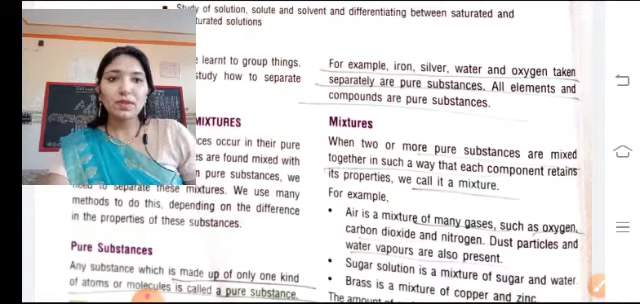 Study of solution, solute and solvent and differentiating between saturated and
turated solutions
e learnt to group things.
study how to separate
MIXTURES
ces occur in their pure
es are found mixed with
n pure substances, we
need to separate these mixtures. We use many
methods to do this, depending on the difference
in the properties of these substances.
Pure Substances
Any substance which is made up of only one kind
of atoms or molecules is called a pure substance.
For example, iron, silver, water and oxygen taken
separately are pure substances. All elements and
compounds are pure substances.
Mixtures
When two or more pure substances are mixed
together in such a way that each component retains
its properties, we call it a mixture.
For example,
• Air is a mixture of many gases, such as oxygen,
carbon dioxide and nitrogen. Dust particles and
water vapours are also present.
• Sugar solution is a mixture of sugar and water.
• Brass is a mixture of copper and zinc.
The amount of